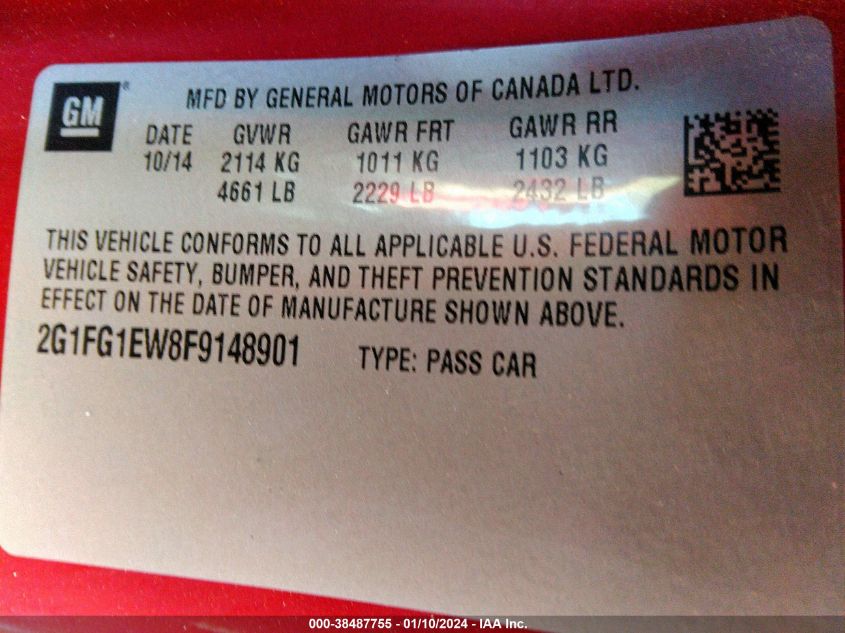 GM®
MFD BY GENERAL MOTORS OF CANADA LTD.
DATE GVWR GAWR FRT GAWR RR
10/14 2114 KG 1011 KG 1103 KG
4661 LB 2229 LB 2432 LB
THIS VEHICLE CONFORMS TO ALL APPLICABLE U.S. FEDERAL MOTOR
VEHICLE SAFETY, BUMPER, AND THEFT PREVENTION STANDARDS IN
EFFECT ON THE DATE OF MANUFACTURE SHOWN ABOVE.
2G1FG1EW8F9148901 TYPE: PASS CAR
000-38487755 - 01/10/2024 - IAA Inc.